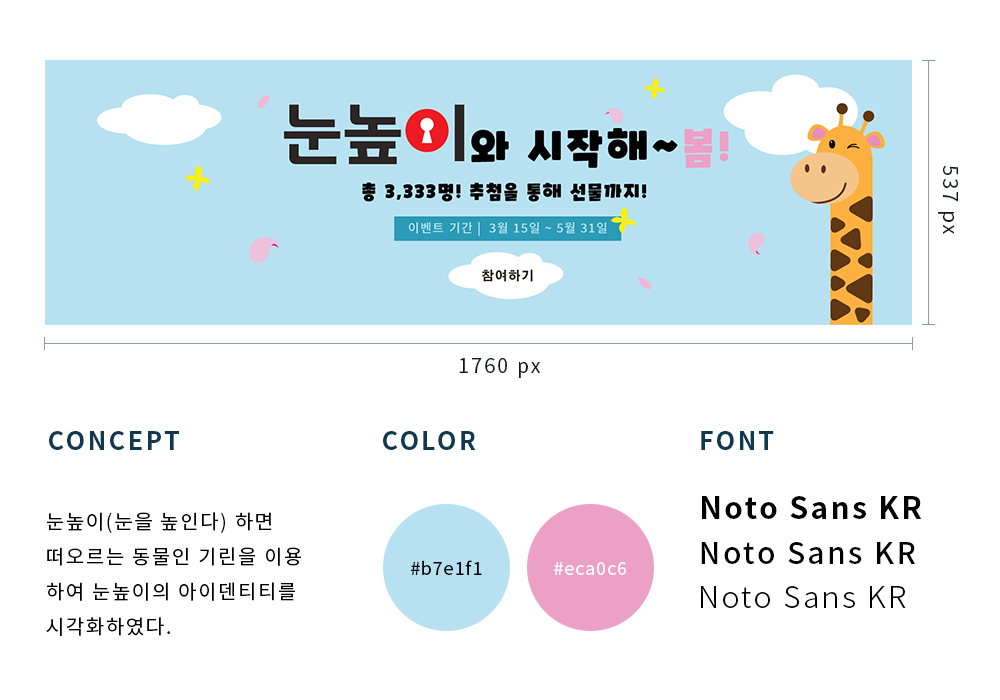 눈높이와 시작해~봄!
총 3,333명! 추첨을 통해 선물까지!
이벤트 기간 | 3월 15일 ~ 5월 31일
참여하기
537 px
1760 px
CONCEPT
눈높이(눈을 높인다) 하면
떠오르는 동물인 기린을 이용
하여 눈높이의 아이덴티티를
시각화하였다.
COLOR
#b7e1f1
#eca0c6
FONT
Noto Sans KR
Noto Sans KR
Noto Sans KR